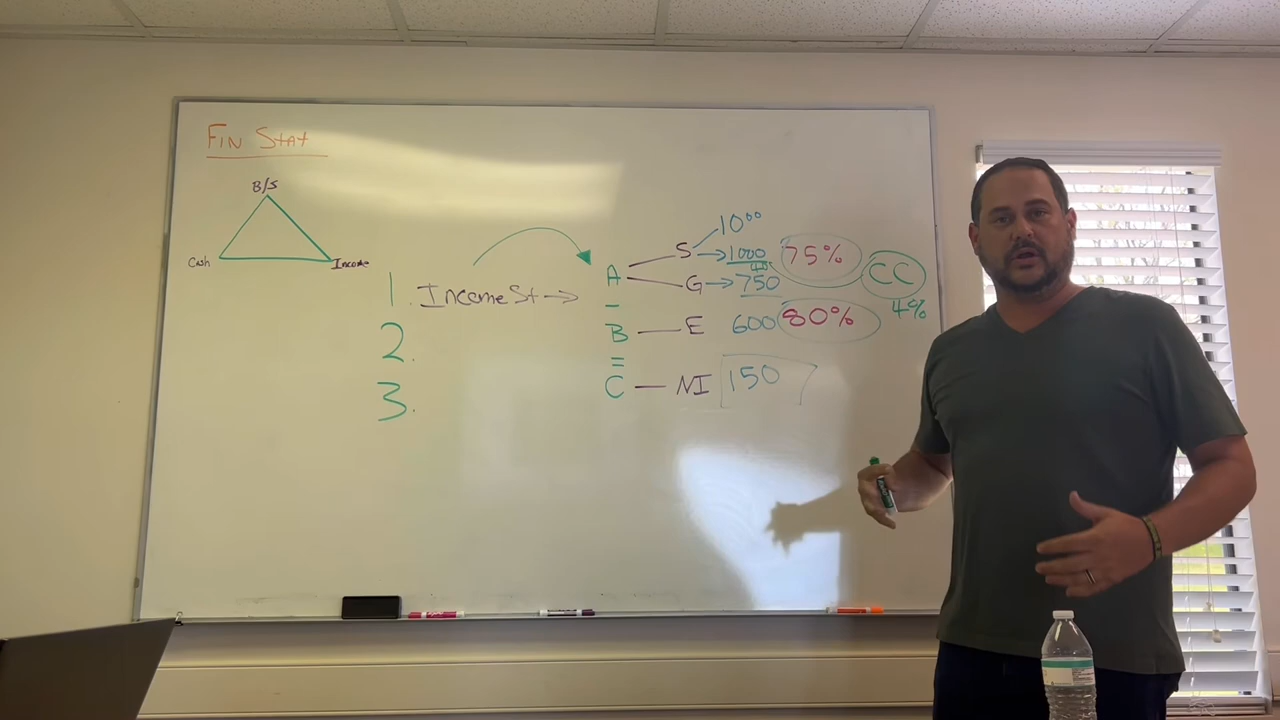 FIN Stat
B/S
Cash
Income
1. Income St →
2.
3.
A
-
B
=
C
S
10⁰⁰
→ 1000
75%
40
G → 750
CC
4%
E
600
80%
NI
150